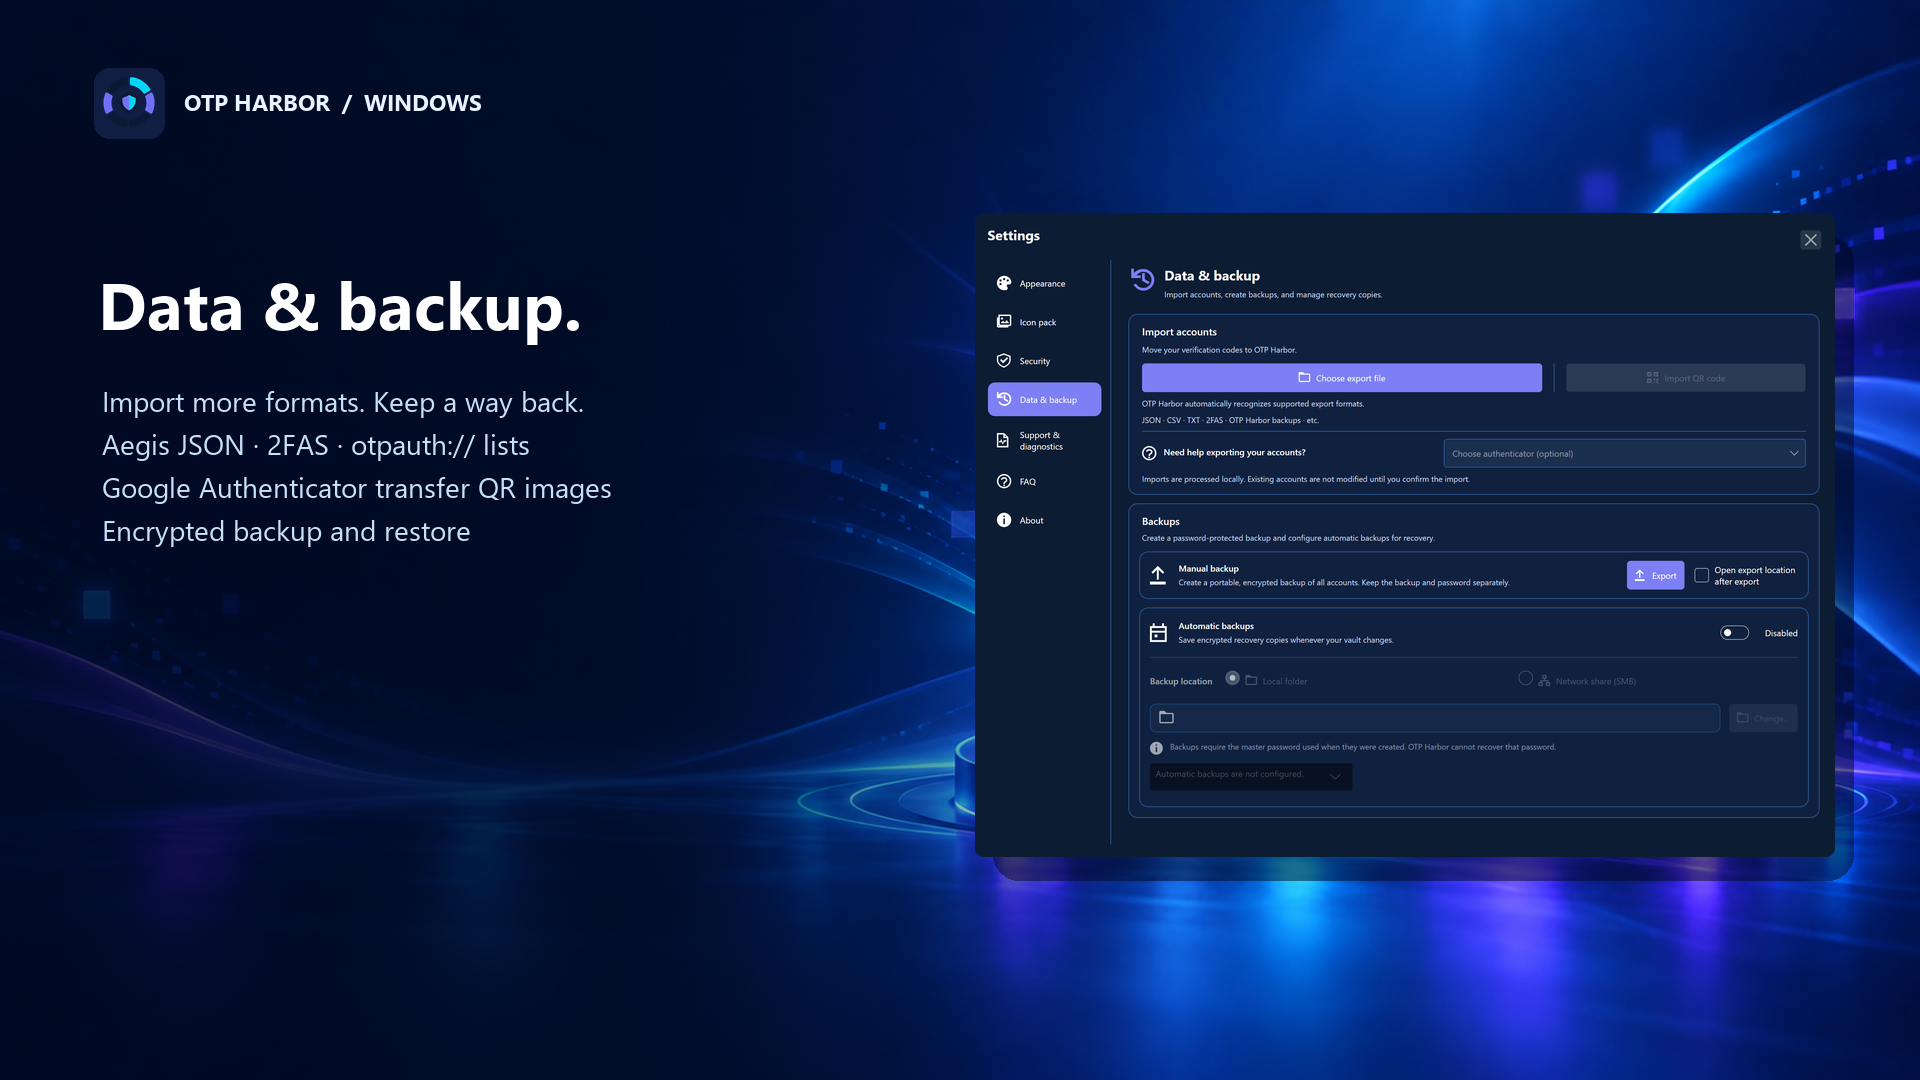 OTP HARBOR / WINDOWS
Data & backup.
Import more formats. Keep a way back.
Aegis JSON · 2FAS · otpauth:// lists
Google Authenticator transfer QR images
Encrypted backup and restore
Settings
Appearance
Icon pack
Security
Data & backup
Support &
diagnostics
FAQ
About
Data & backup
Import accounts, create backups, and manage recovery copies.
Import accounts
Move your verification codes to OTP Harbor.
Choose export file
Import QR code
OTP Harbor automatically recognizes supported export formats.
JSON · CSV · TXT · 2FAS · OTP Harbor backups · etc.
Need help exporting your accounts?
Choose authenticator (optional)
Imports are processed locally. Existing accounts are not modified until you confirm the import.
Backups
Create a password-protected backup and configure automatic backups for recovery.
Manual backup
Create a portable, encrypted backup of all accounts. Keep the backup and password separately.
Export
Open export location
after export
Automatic backups
Save encrypted recovery copies whenever your vault changes.
Disabled
Backup location
Local folder
Network share (SMB)
Change...
Backups require the master password used when they were created. OTP Harbor cannot recover that password.
Automatic backups are not configured.